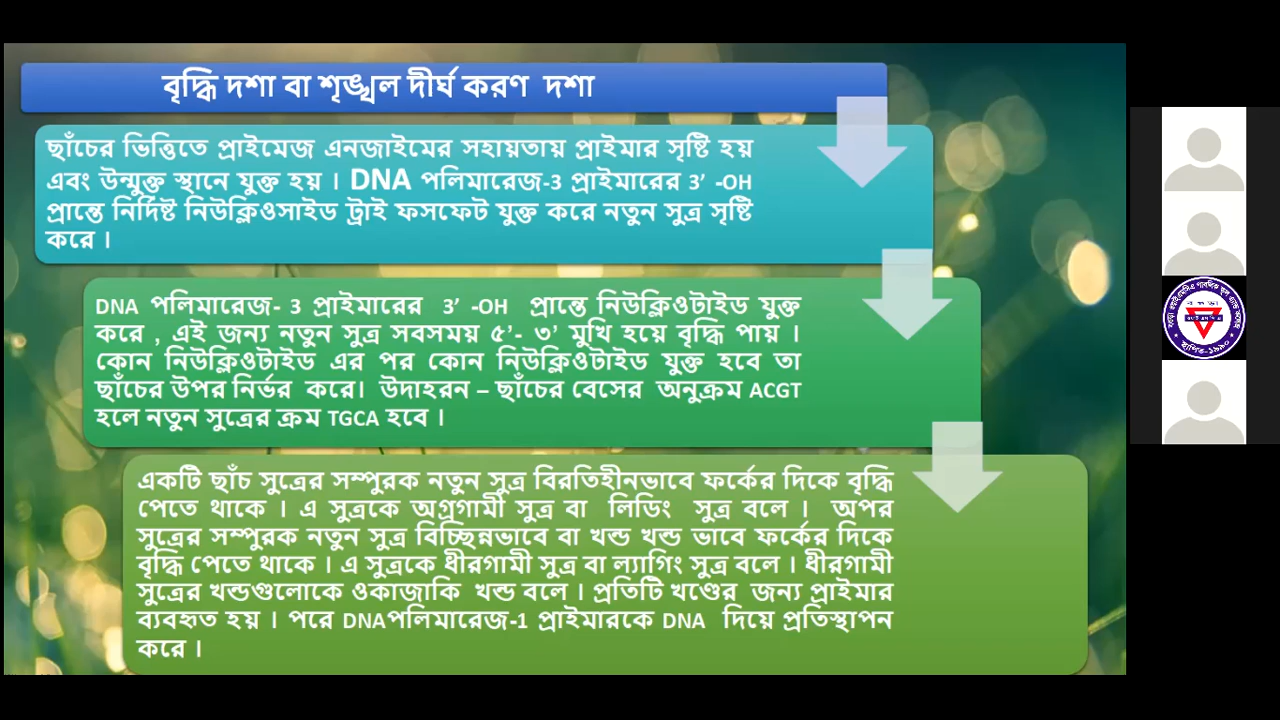 বৃদ্ধি দশা বা শৃঙ্খল দীর্ঘ করণ দশা
ছাঁচের ভিত্তিতে প্রাইমেজ এনজাইমের সহায়তায় প্রাইমার সৃষ্টি হয়
এবং উন্মুক্ত স্থানে যুক্ত হয় । DNA পলিমারেজ-3 প্রাইমারের 3’ -OH
প্রান্তে নির্দিষ্ট নিউক্লিওসাইড ট্রাই ফসফেট যুক্ত করে নতুন সুত্র সৃষ্টি
করে ।
DNA পলিমারেজ- 3 প্রাইমারের 3’ -OH প্রান্তে নিউক্লিওটাইড যুক্ত
করে , এই জন্য নতুন সুত্র সবসময় ৫’- ৩’ মুখি হয়ে বৃদ্ধি পায় ।
কোন নিউক্লিওটাইড এর পর কোন নিউক্লিওটাইড যুক্ত হবে তা
ছাঁচের উপর নির্ভর করে। উদাহরন – ছাঁচের বেসের অনুক্রম ACGT
হলে নতুন সুত্রের ক্রম TGCA হবে ।
একটি ছাঁচ সুত্রের সম্পুরক নতুন সুত্র বিরতিহীনভাবে ফর্কের দিকে বৃদ্ধি
পেতে থাকে । এ সুত্রকে অগ্রগামী সুত্র বা লিডিং সুত্র বলে । অপর
সুত্রের সম্পুরক নতুন সুত্র বিচ্ছিন্নভাবে বা খন্ড খন্ড ভাবে ফর্কের দিকে
বৃদ্ধি পেতে থাকে । এ সুত্রকে ধীরগামী সুত্র বা ল্যাগিং সুত্র বলে । ধীরগামী
সুত্রের খন্ডগুলোকে ওকাজাকি খন্ড বলে । প্রতিটি খণ্ডের জন্য প্রাইমার
ব্যবহৃত হয় । পরে DNAপলিমারেজ-1 প্রাইমারকে DNA দিয়ে প্রতিস্থাপন
করে ।
স্থাপিত-১৯৯০